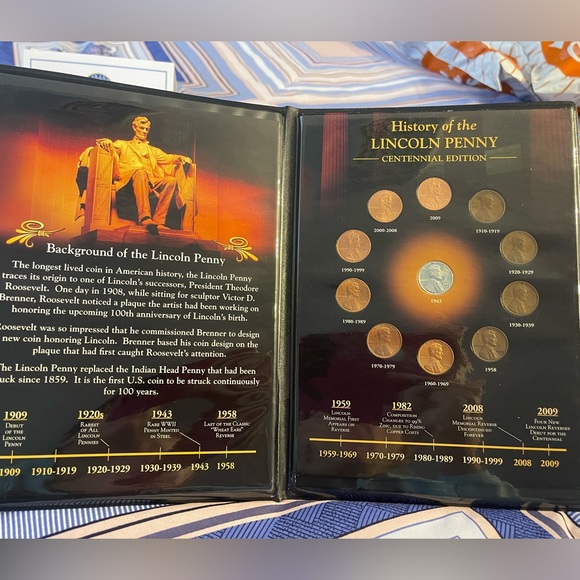 Background of the Lincoln Penny
The longest lived coin in American history, the Lincoln Penny
traces its origin to one of Lincoln's successors, President Theodore
Roosevelt. One day in 1908, while sitting for sculptor Victor D.
Brenner, Roosevelt noticed a plaque the artist had been working on
honoring the upcoming 100th anniversary of Lincoln's birth.
Roosevelt was so impressed that he commissioned Brenner to design
new coin honoring Lincoln. Brenner based his coin design on the
plaque that had first caught Roosevelt's attention.
The Lincoln Penny replaced the Indian Head Penny that had been
uck since 1859. It is the first U.S. coin to be struck continuously
for 100 years.
1909
Debut
of the
Lincoln
Penny
1920s
Rarest
of All
Lincoln
Pennies
1943
Rare WWII
Penny Minted
in Steel
1958
Last of the Classic
"Wheat Ears"
Reverse
1909 1910-1919 1920-1929 1930-1939 1943 1958
History of the
LINCOLN PENNY
CENTENNIAL EDITION
2009
2000-2008
1910-1919
1990-1999
1920-1929
1943
1980-1989
1930-1939
1970-1979
1958
1960-1969
1959
Lincoln
Memorial First
Appears on
Reverse
1982
Composition
Changes to 99%
Zinc, due to Rising
Copper Costs
2008
Lincoln
Memorial Reverse
Discontinued
Forever
2009
Four New
Lincoln Reverses
Debut for the
Centennial
1959-1969 1970-1979 1980-1989 1990-1999 2008 2009